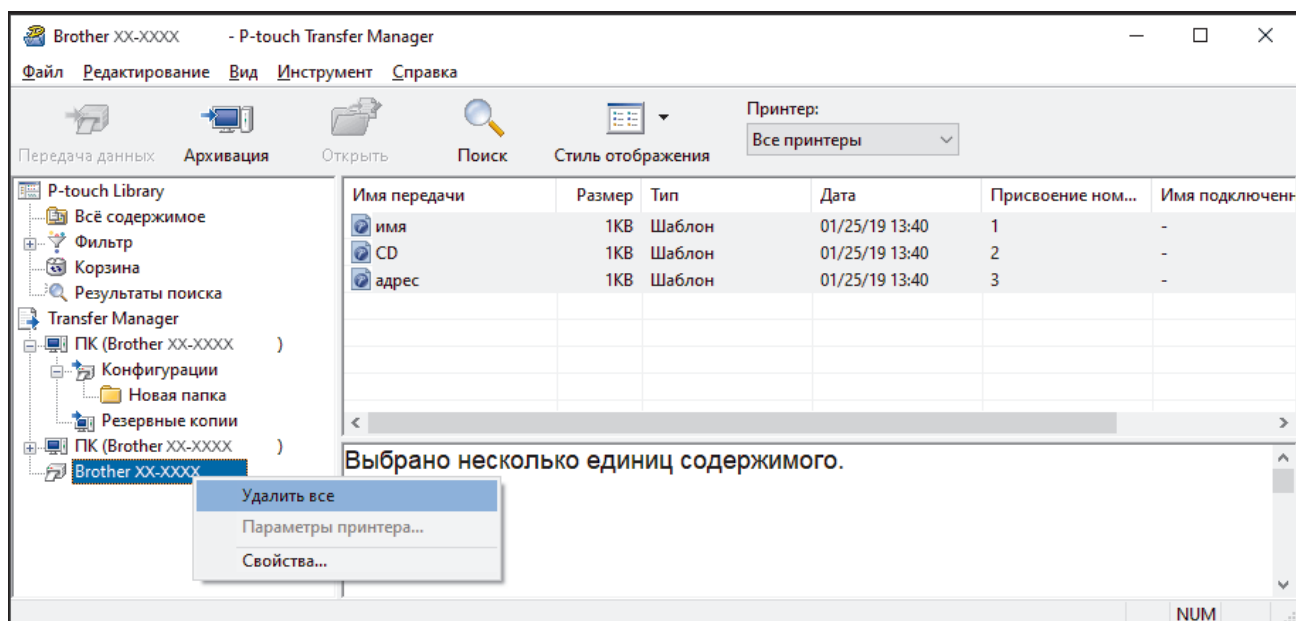 Brother XX-XXXX - P-touch Transfer Manager
Файл Редактирование Вид Инструмент Справка
Принтер:
Все принтеры
Передача данных Архивация Открыть Поиск Стиль отображения
P-touch Library
Всё содержимое
Фильтр
Корзина
Результаты поиска
Transfer Manager
ПК (Brother XX-XXXX )
Конфигурации
Новая папка
Резервные копии
ПК (Brother XX-XXXX )
Brother XX-XXXX
Имя передачи Размер Тип Дата Присвоение ном... Имя подключенн
имя 1KB Шаблон 01/25/19 13:40 1 -
CD 1KB Шаблон 01/25/19 13:40 2 -
адрес 1KB Шаблон 01/25/19 13:40 3 -
Выбрано несколько единиц содержимого.
Удалить все
Параметры принтера...
Свойства...
NUM